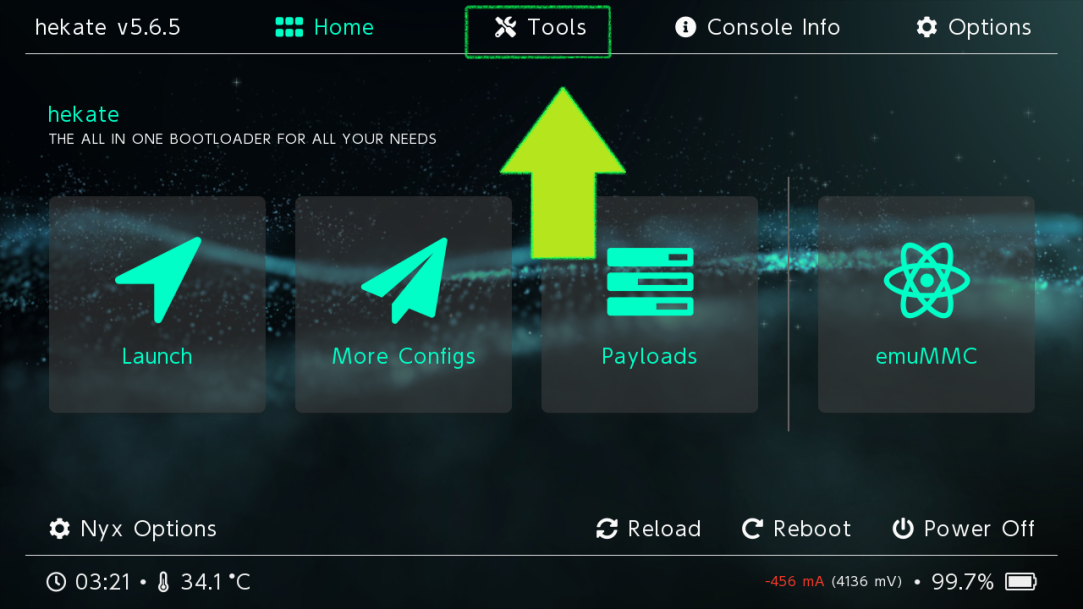 hekate v5.6.5 Home Tools Console Info Options
hekate
THE ALL IN ONE BOOTLOADER FOR ALL YOUR NEEDS
Launch More Configs Payloads emuMMC
Nyx Options Reload Reboot Power Off
03:21 • 34.1 °C -456 mA (4136 mV) • 99.7%